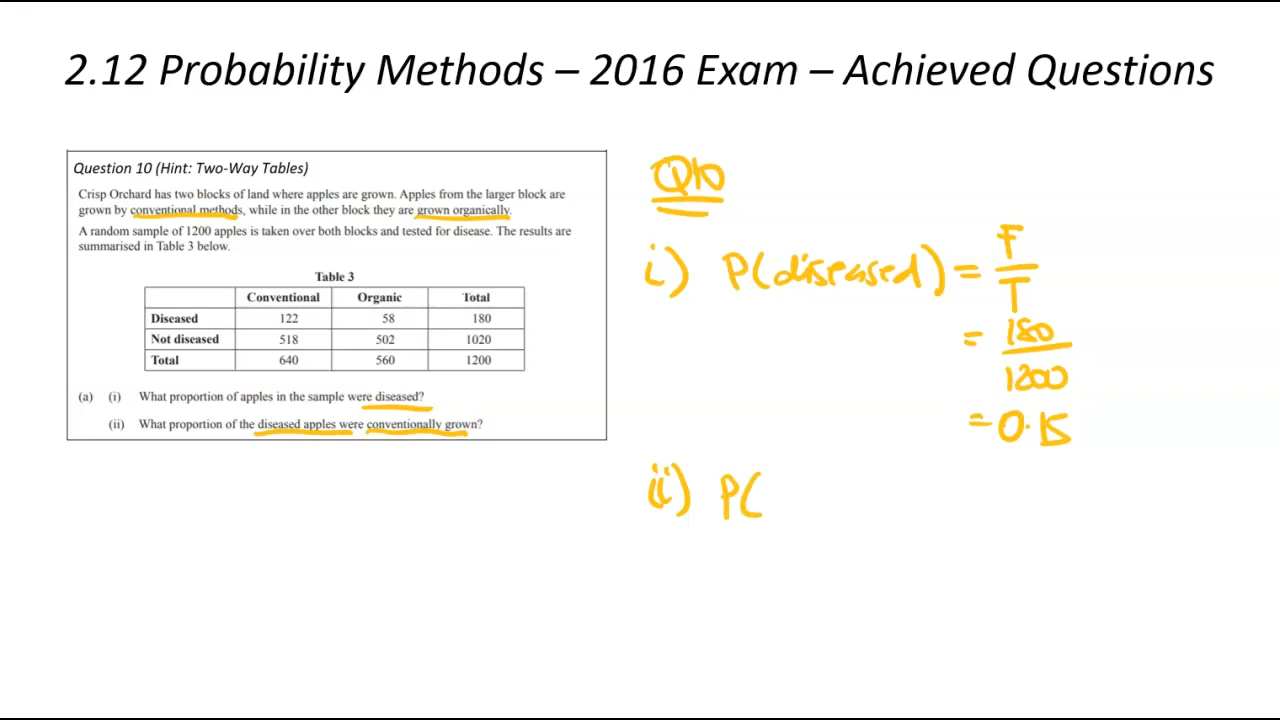 2.12 Probability Methods – 2016 Exam – Achieved Questions
Question 10 (Hint: Two-Way Tables)
Crisp Orchard has two blocks of land where apples are grown. Apples from the larger block are
grown by conventional methods, while in the other block they are grown organically.
A random sample of 1200 apples is taken over both blocks and tested for disease. The results are
summarised in Table 3 below.
Table 3
Conventional Organic Total
Diseased 122 58 180
Not diseased 518 502 1020
Total 640 560 1200
(a) (i) What proportion of apples in the sample were diseased?
(ii) What proportion of the diseased apples were conventionally grown?
Q10
i) P(diseased) = F/T
= 180/1200
= 0.15
ii) P(